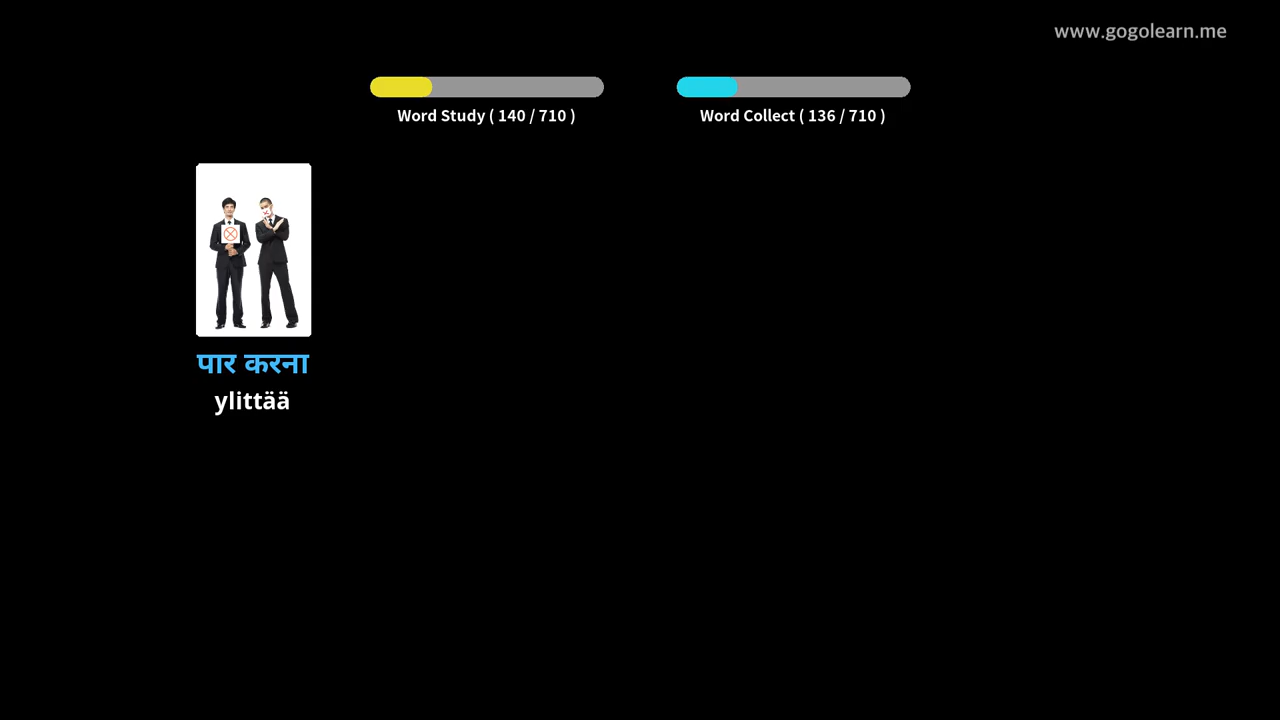 www.gogolearn.me
Word Study ( 140 / 710 )
Word Collect ( 136 / 710 )
पार करना
ylittää